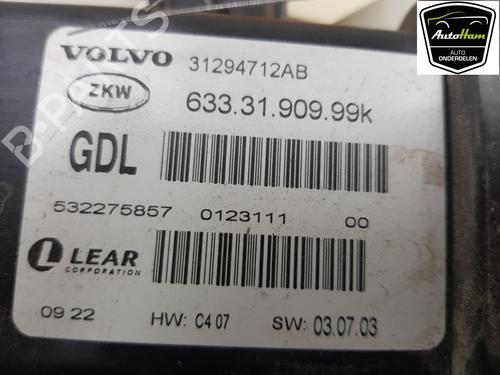 AutoHam
AUTO
ONDERDELEN
VOLVO 31294712AB
ZKW
633.31.909.99k
GDL
532275857 0123111 00
LEAR
CORPORATION
09 22 HW: C4 07 SW: 03.07.03
B-PARTS